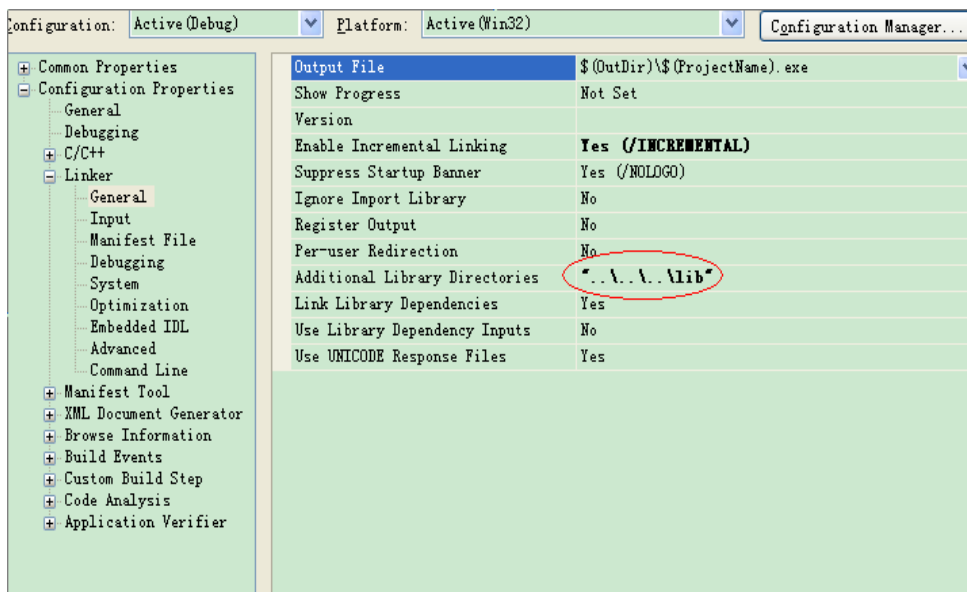 Configuration: Active(Debug) Platform: Active(Win32) Configuration Manager...
Common Properties
Configuration Properties
General
Debugging
C/C++
Linker
General
Input
Manifest File
Debugging
System
Optimization
Embedded IDL
Advanced
Command Line
Manifest Tool
XML Document Generator
Browse Information
Build Events
Custom Build Step
Code Analysis
Application Verifier
Output File $(OutDir)\$(ProjectName).exe
Show Progress Not Set
Version
Enable Incremental Linking Yes (/INCREMENTAL)
Suppress Startup Banner Yes (/NOLOGO)
Ignore Import Library No
Register Output No
Per-user Redirection No
Additional Library Directories "..\..\..\lib"
Link Library Dependencies Yes
Use Library Dependency Inputs No
Use UNICODE Response Files Yes